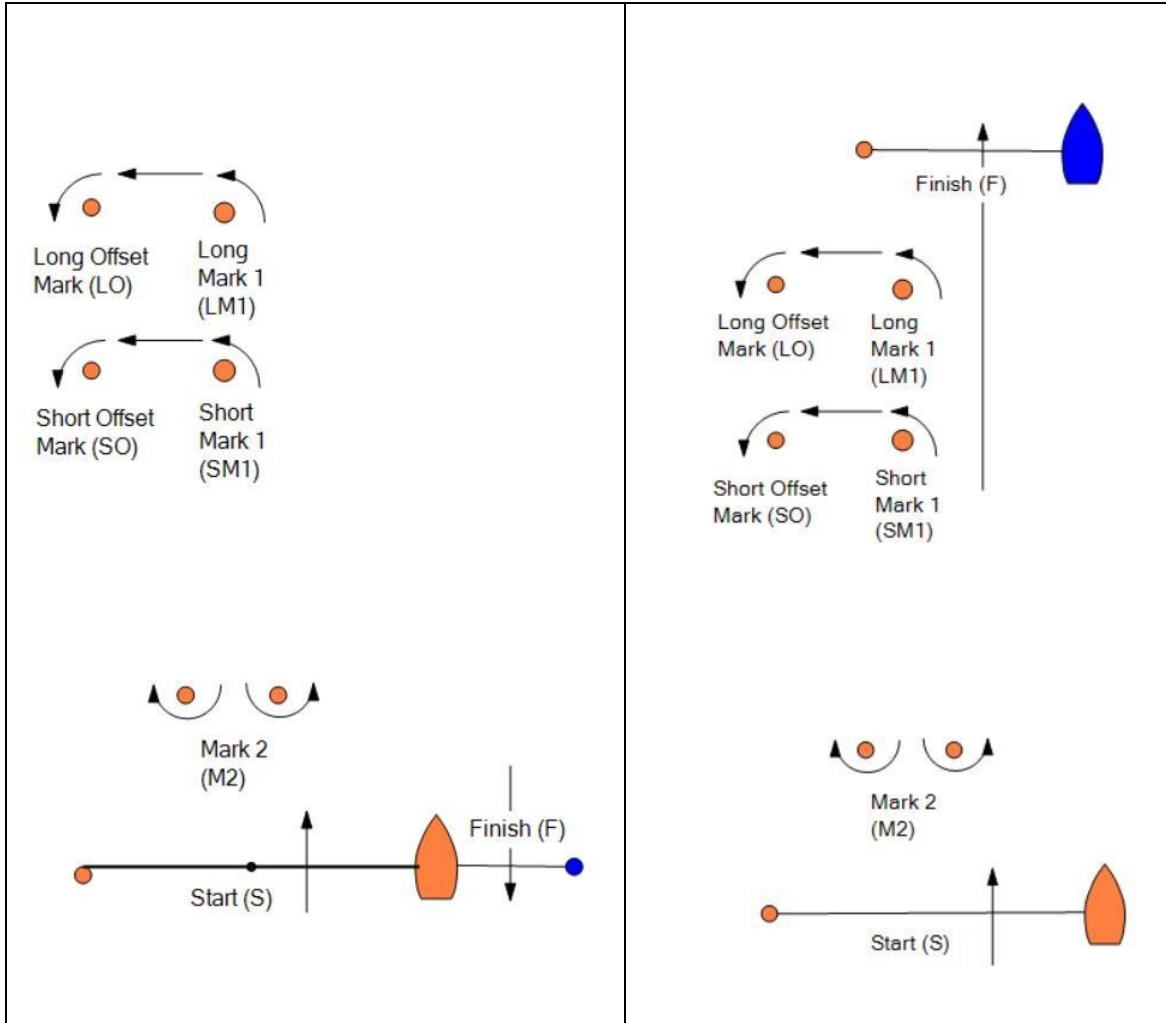 Long Offset
Mark (LO)
Long
Mark 1
(LM1)
Short Offset
Mark (SO)
Short
Mark 1
(SM1)
Mark 2
(M2)
Finish (F)
Start (S)
Finish (F)
Long Offset
Mark (LO)
Long
Mark 1
(LM1)
Short Offset
Mark (SO)
Short
Mark 1
(SM1)
Mark 2
(M2)
Start (S)